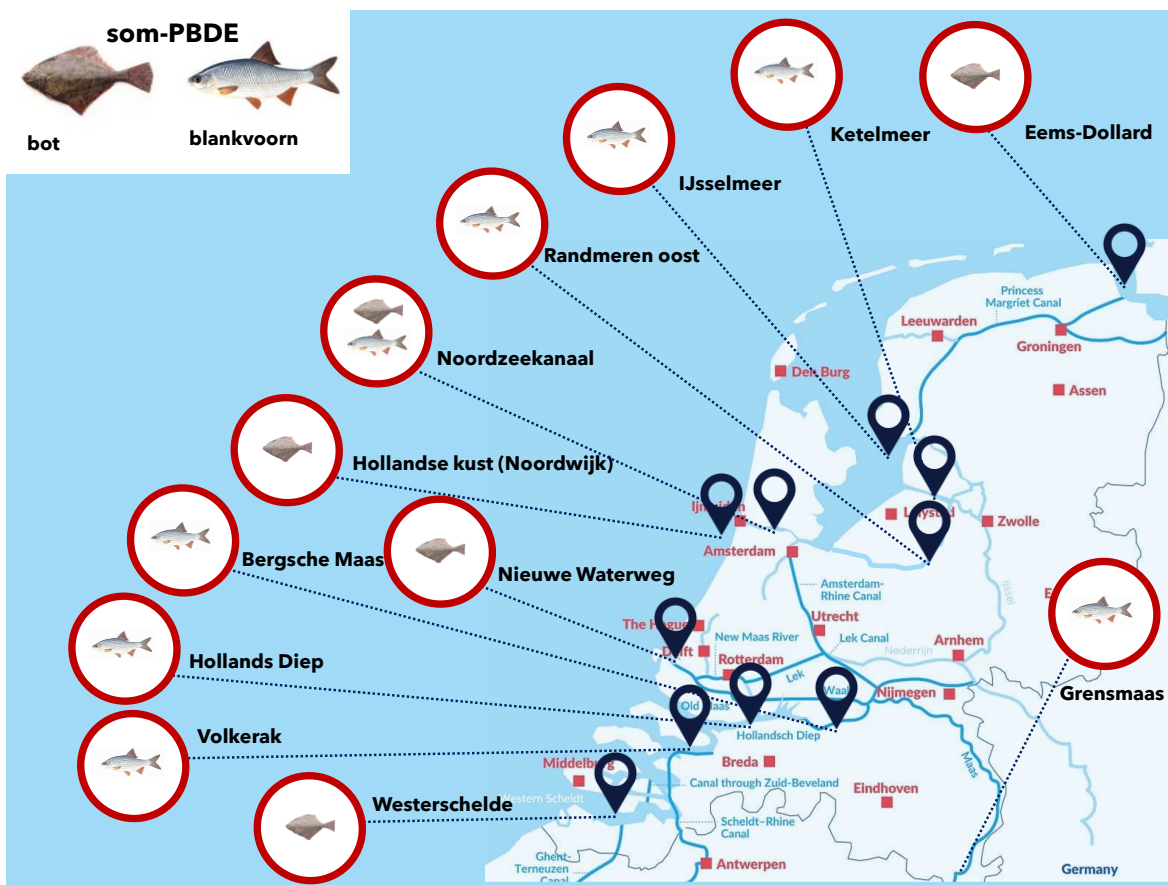 som-PBDE
bot
blankvoorn
Ketelmeer
Eems-Dollard
IJsselmeer
Randmeren oost
Noordzeekanaal
Hollandse kust (Noordwijk)
Bergsche Maas
Nieuwe Waterweg
Hollands Diep
Volkerak
Westerschelde
Grensmaas
Princess
Margriet Canal
Leeuwarden
Groningen
Assen
Den Burg
Zwolle
Amsterdam
Amsterdam-
Rhine Canal
IJssel
Utrecht
The Hague
New Maas River
Lek Canal
Arnhem
Delft
Rotterdam
Nederrijn
Lek
Waal
Nijmegen
Old Maas
Hollandsch Diep
Maas
Middelburg
Breda
Canal through Zuid-Beveland
Eindhoven
Western Scheldt
Scheldt–Rhine
Canal
Ghent-
Terneuzen
Canal
Antwerpen
Germany